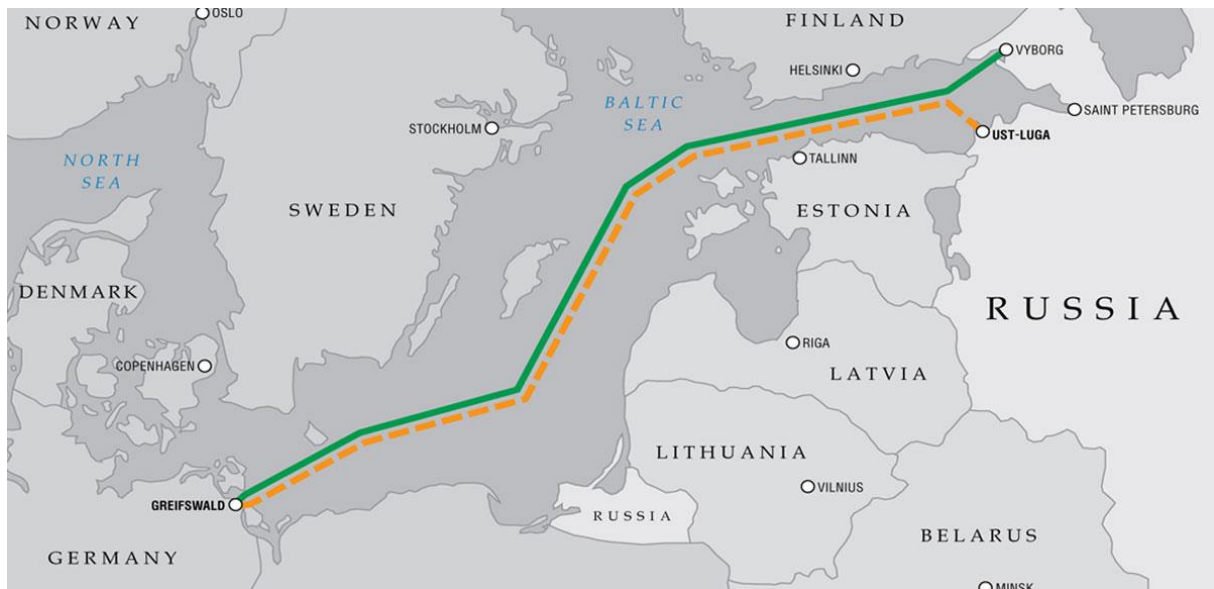 NORWAY
OSLO
FINLAND
VYBORG
HELSINKI
BALTIC
SEA
SAINT PETERSBURG
STOCKHOLM
UST-LUGA
NORTH
SEA
TALLINN
SWEDEN
ESTONIA
DENMARK
RUSSIA
RIGA
COPENHAGEN
LATVIA
LITHUANIA
VILNIUS
GREIFSWALD
RUSSIA
BELARUS
GERMANY
MINSK